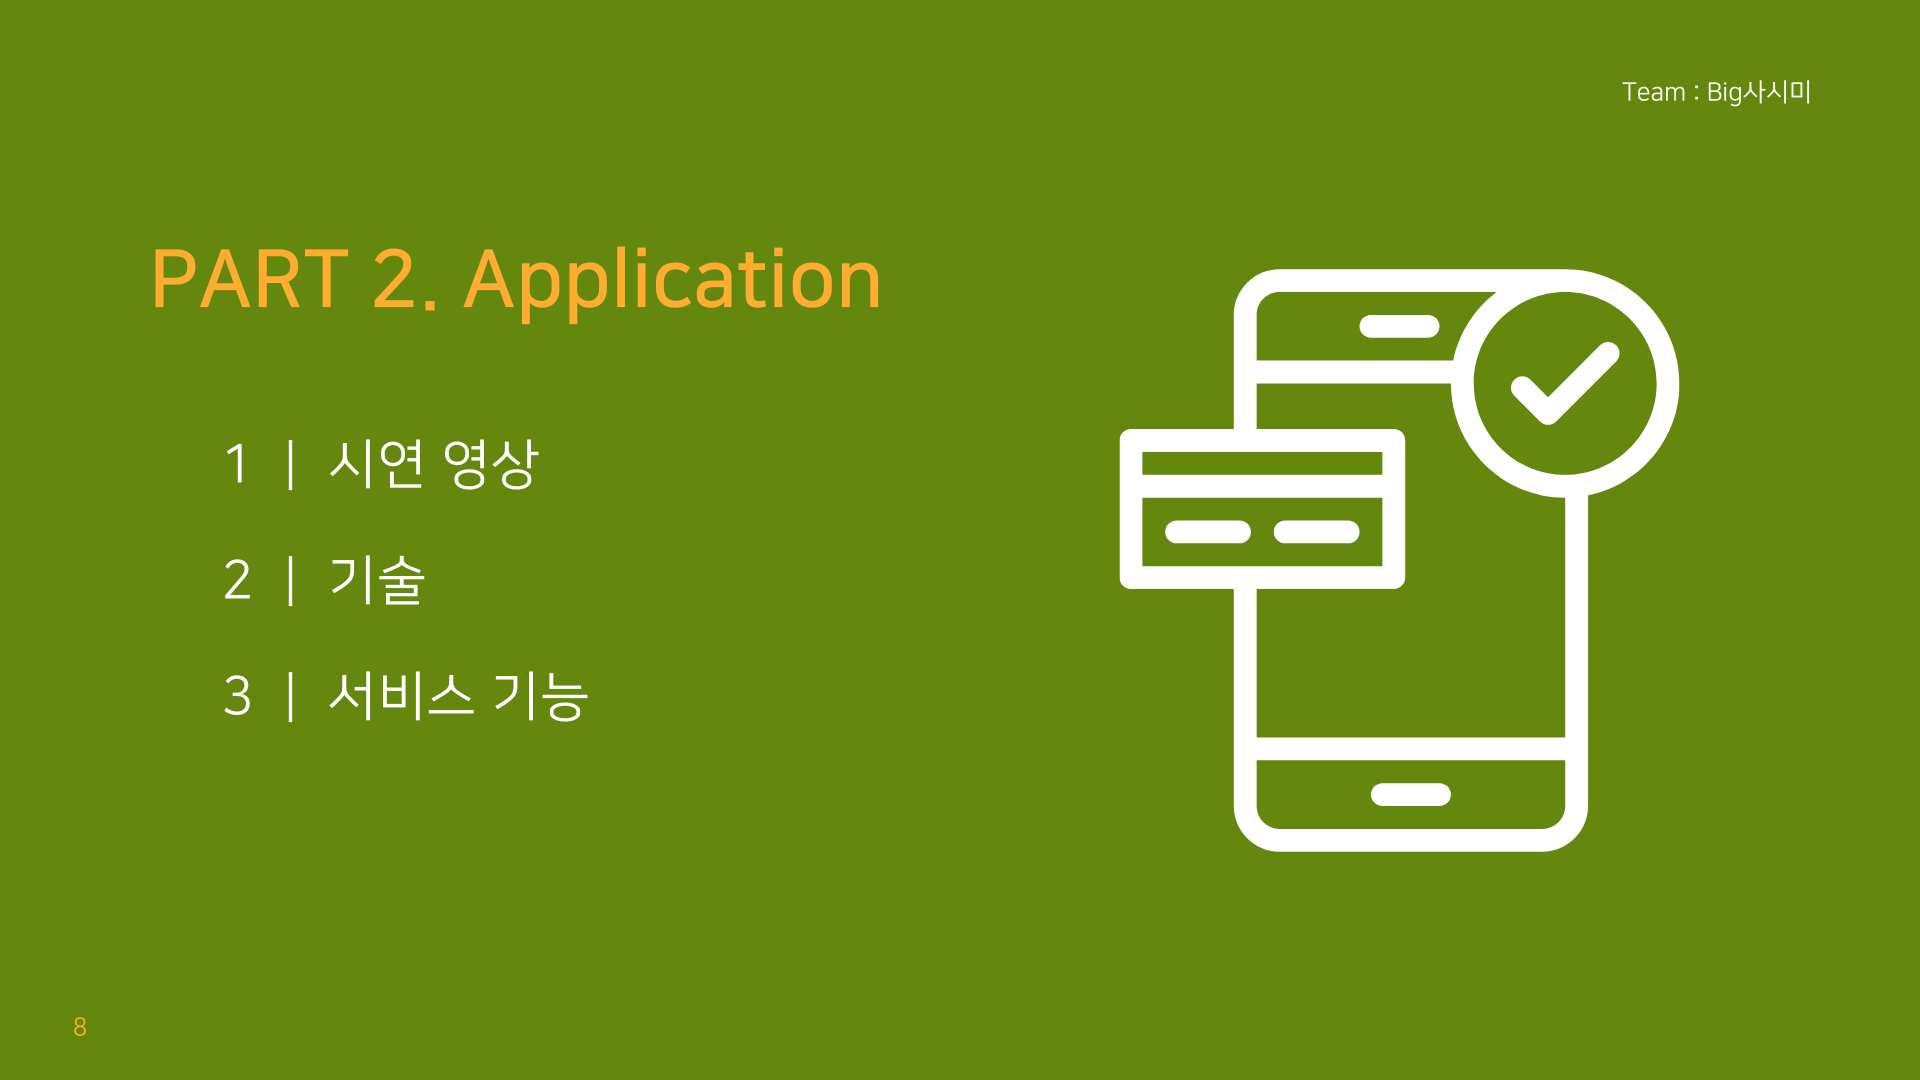 Team : Big사시미
PART 2. Application
1 | 시연 영상
2 | 기술
3 | 서비스 기능
8